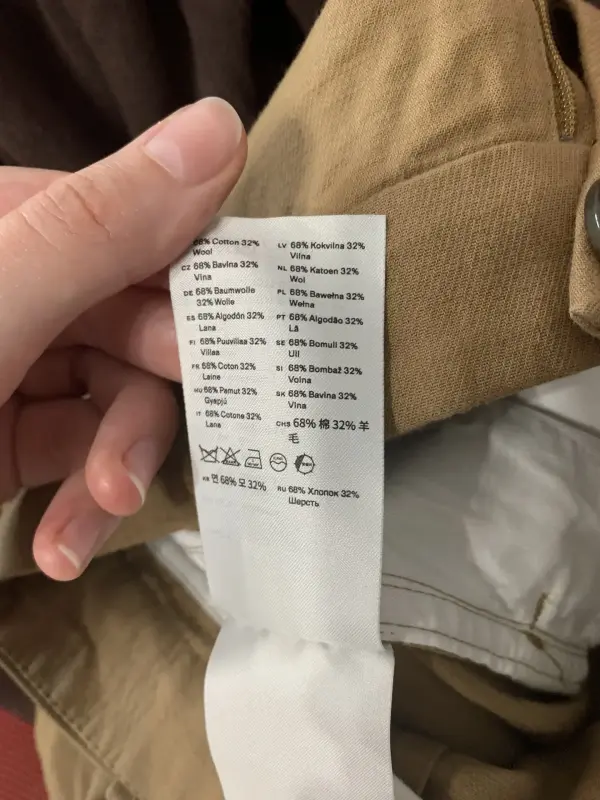 68% Cotton 32%
Wool
CZ 68% Bavlna 32%
Vlna
DE 68% Baumwolle
32% Wolle
ES 68% Algodón 32%
Lana
FI 68% Puuvillaa 32%
Villaa
FR 68% Coton 32%
Laine
HU 68% Pamut 32%
Gyapjú
IT 68% Cotone 32%
Lana
LV 68% Kokvilna 32%
Vilna
NL 68% Katoen 32%
Wol
PL 68% Bawełna 32%
Wełna
PT 68% Algodão 32%
Lã
SE 68% Bomull 32%
Ull
SI 68% Bombaž 32%
Volna
SK 68% Bavlna 32%
Vlna
CHS 68% 棉 32% 羊
毛
KR 면 68% 모 32%
RU 68% Хлопок 32%
Шерсть